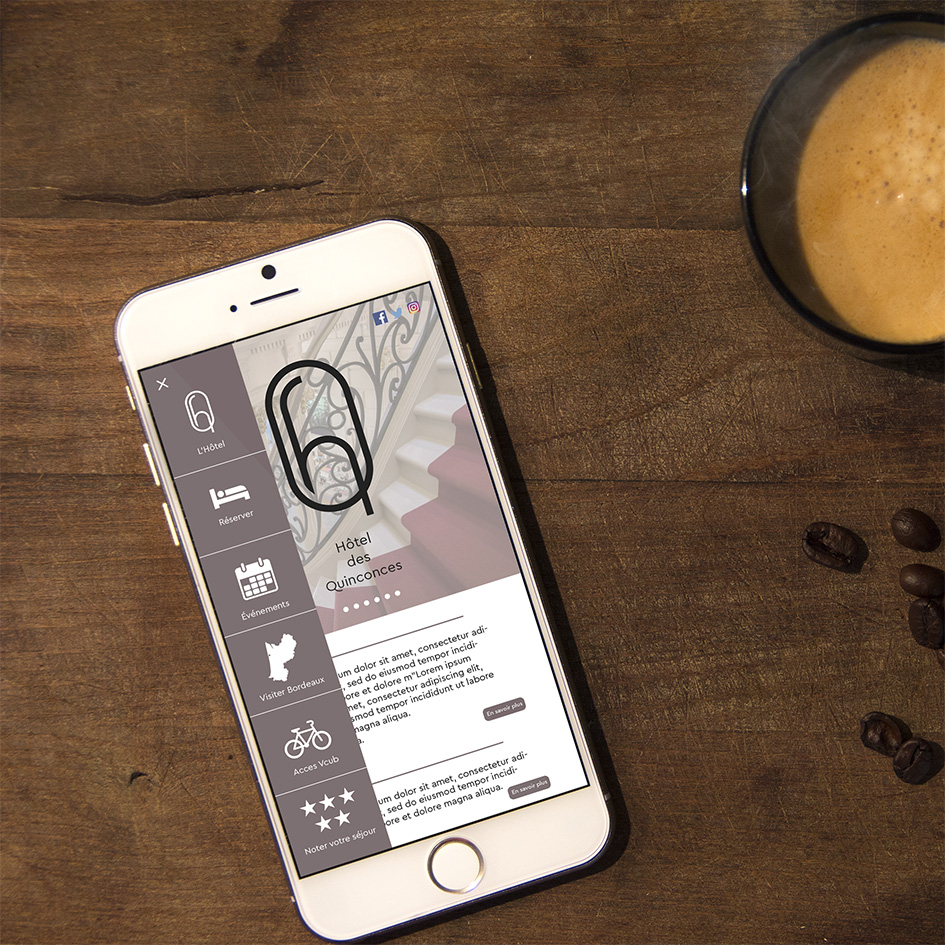 L'Hôtel
Réserver
Événements
Visiter Bordeaux
Acces Vcub
Noter votre séjour
Hôtel
des
Quinconces
um dolor sit amet, consectetur adi-
, sed do eiusmod tempor incidi-
ore et dolore m"Lorem ipsum
met, consectetur adipiscing elit,
smod tempor incididunt ut labore
magna aliqua.
a.
En savoir plus
um dolor sit amet, consectetur adi-
, sed do eiusmod tempor incidi-
ore et dolore magna aliqua.
En savoir plus